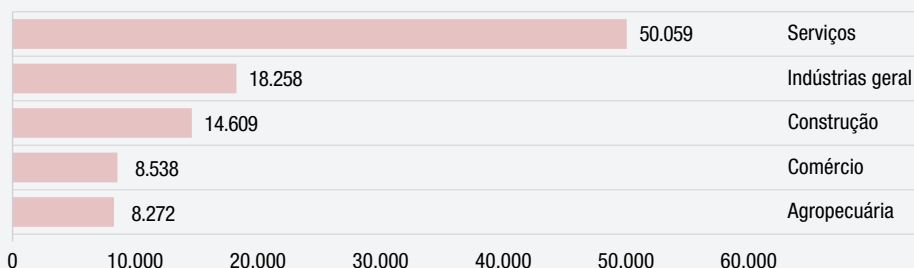 50.059 Serviços
18.258 Indústrias geral
14.609 Construção
8.538 Comércio
8.272 Agropecuária
0 10.000 20.000 30.000 40.000 50.000 60.000